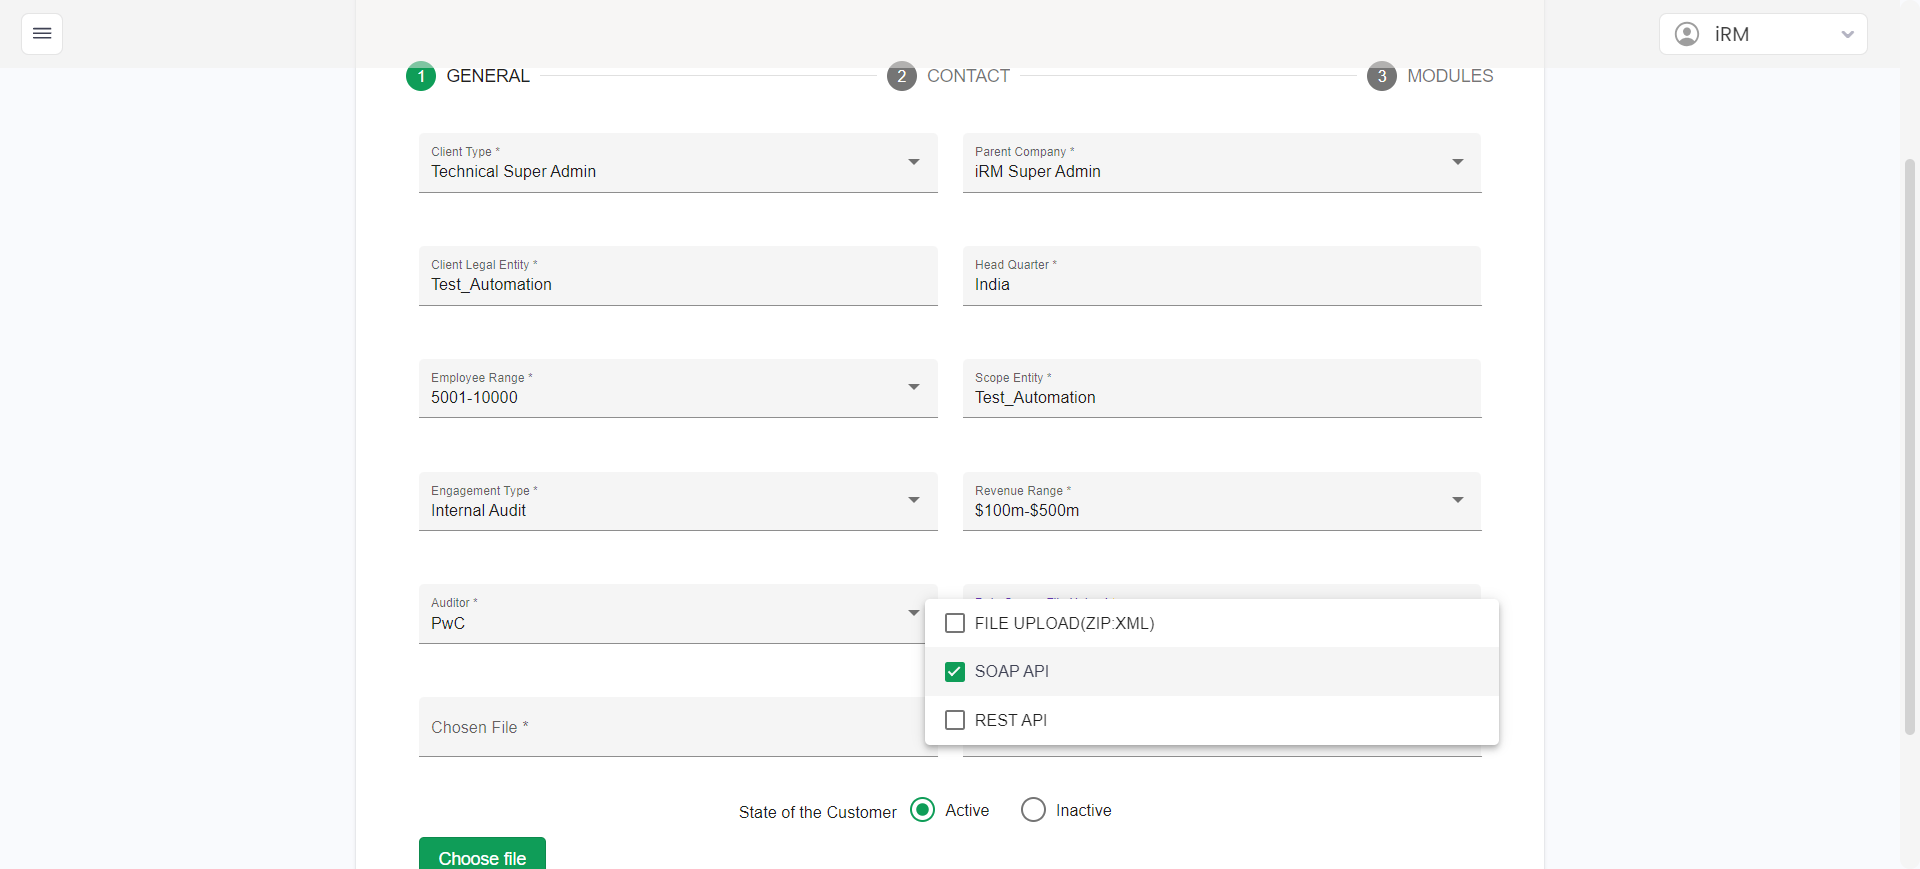 iRM
1 GENERAL
2 CONTACT
3 MODULES
Client Type *
Technical Super Admin
Parent Company *
iRM Super Admin
Client Legal Entity *
Test_Automation
Head Quarter *
India
Employee Range *
5001-10000
Scope Entity *
Test_Automation
Engagement Type *
Internal Audit
Revenue Range *
$100m-$500m
Auditor *
PwC
FILE UPLOAD(ZIP:XML)
SOAP API
REST API
Chosen File *
State of the Customer
Active
Inactive
Choose file